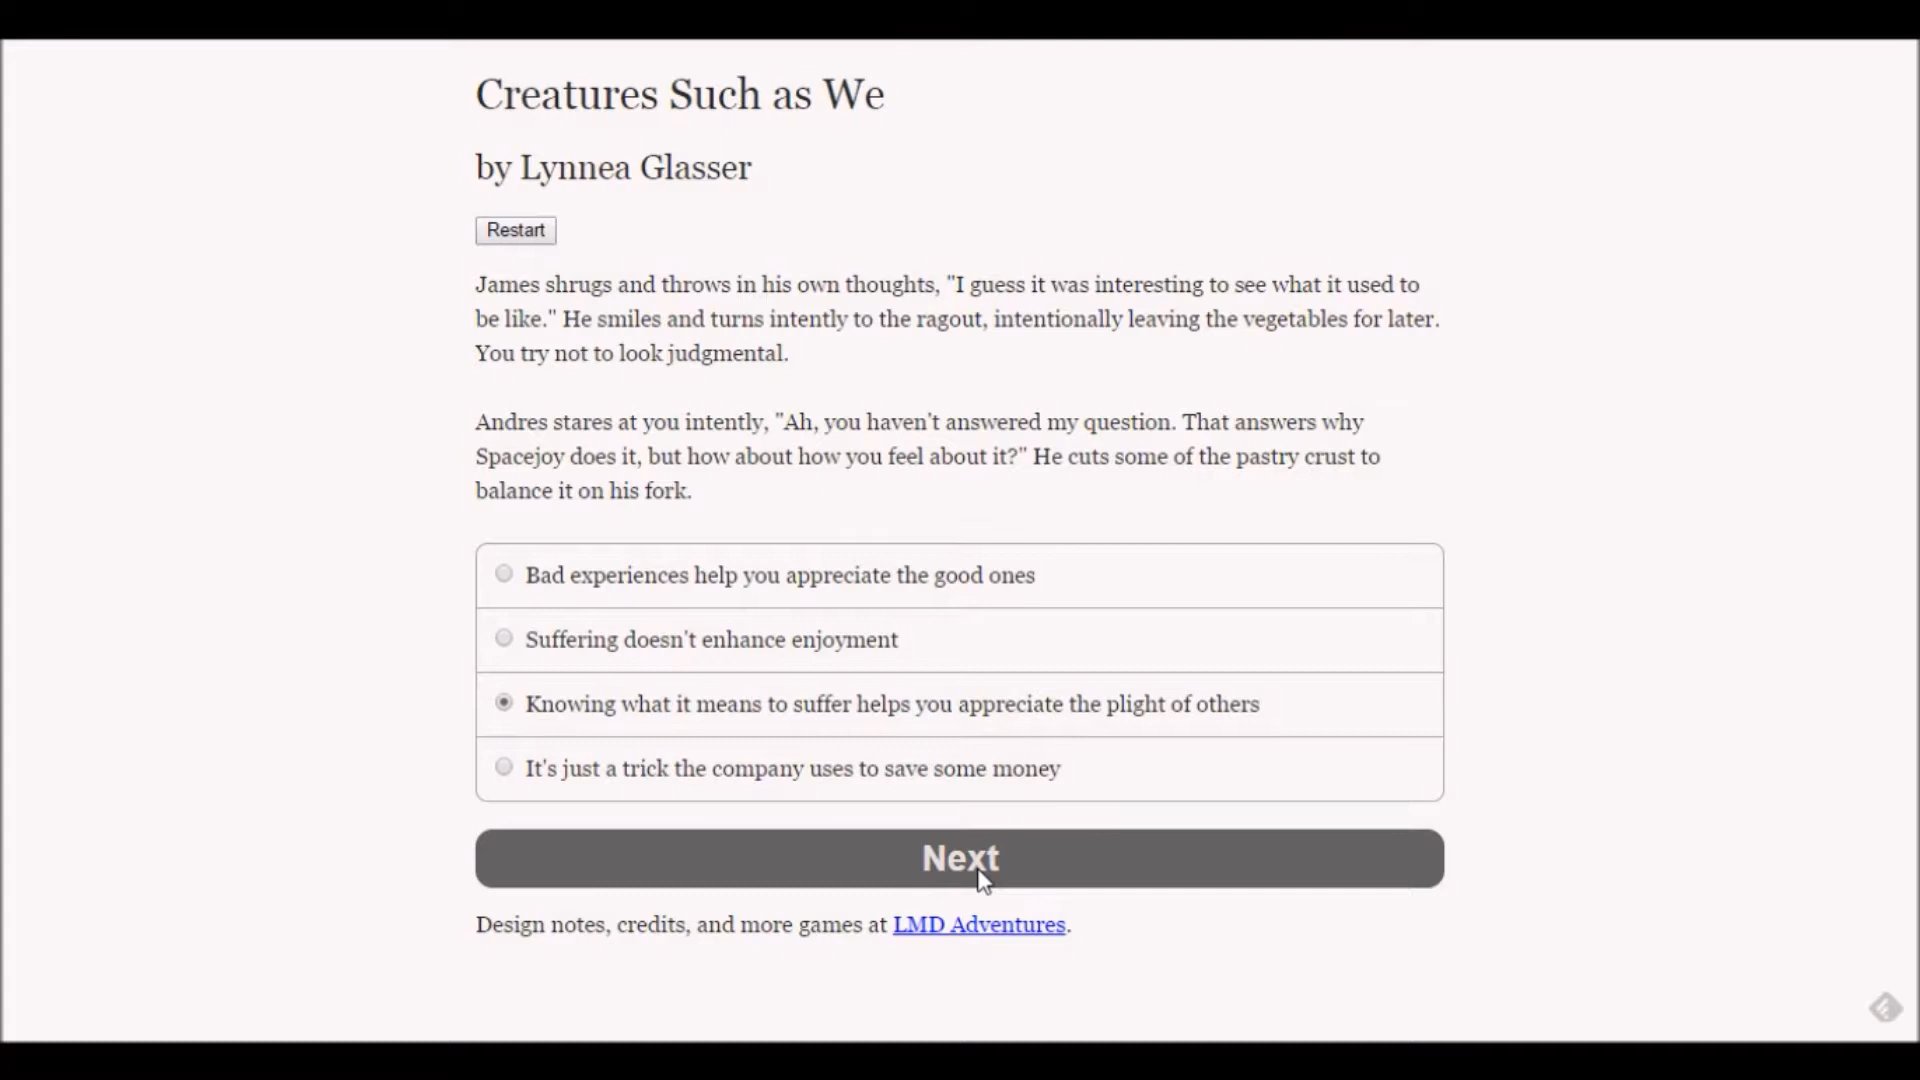 Creatures Such as We
by Lynnea Glasser
Restart
James shrugs and throws in his own thoughts, "I guess it was interesting to see what it used to
be like." He smiles and turns intently to the ragout, intentionally leaving the vegetables for later.
You try not to look judgmental.
Andres stares at you intently, "Ah, you haven't answered my question. That answers why
Spacejoy does it, but how about how you feel about it?" He cuts some of the pastry crust to
balance it on his fork.
Bad experiences help you appreciate the good ones
Suffering doesn't enhance enjoyment
Knowing what it means to suffer helps you appreciate the plight of others
It's just a trick the company uses to save some money
Next
Design notes, credits, and more games at LMD Adventures.